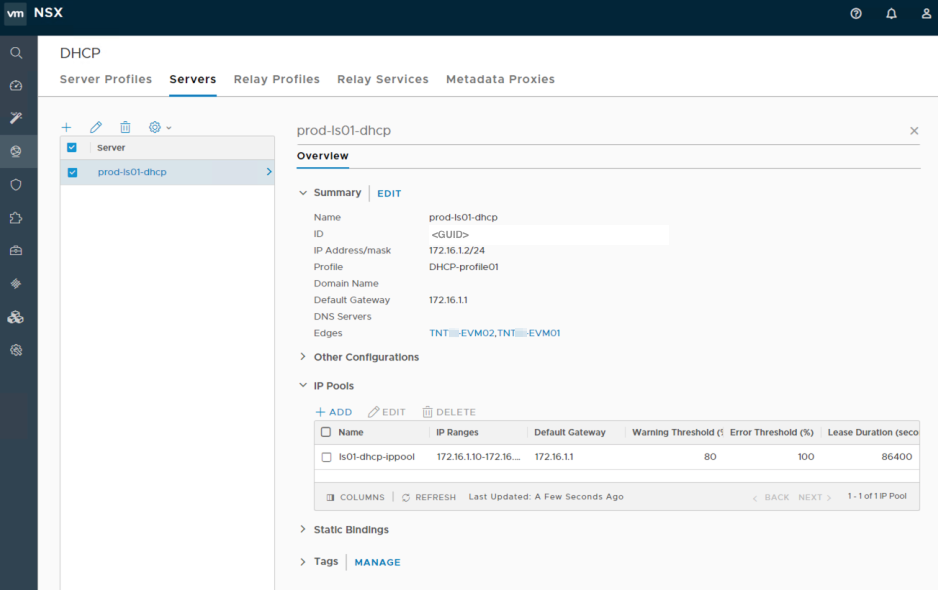 vm NSX
DHCP
Server Profiles Servers Relay Profiles Relay Services Metadata Proxies
Server
prod-ls01-dhcp
prod-ls01-dhcp
Overview
Summary EDIT
Name prod-ls01-dhcp
ID <GUID>
IP Address/mask 172.16.1.2/24
Profile DHCP-profile01
Domain Name
Default Gateway 172.16.1.1
DNS Servers
Edges TNT -EVM02,TNT -EVM01
Other Configurations
IP Pools
+ ADD EDIT DELETE
Name IP Ranges Default Gateway Warning Threshold (% Error Threshold (%) Lease Duration (seco
ls01-dhcp-ippool 172.16.1.10-172.16.... 172.16.1.1 80 100 86400
COLUMNS REFRESH Last Updated: A Few Seconds Ago BACK NEXT 1 - 1 of 1 IP Pool
Static Bindings
Tags MANAGE